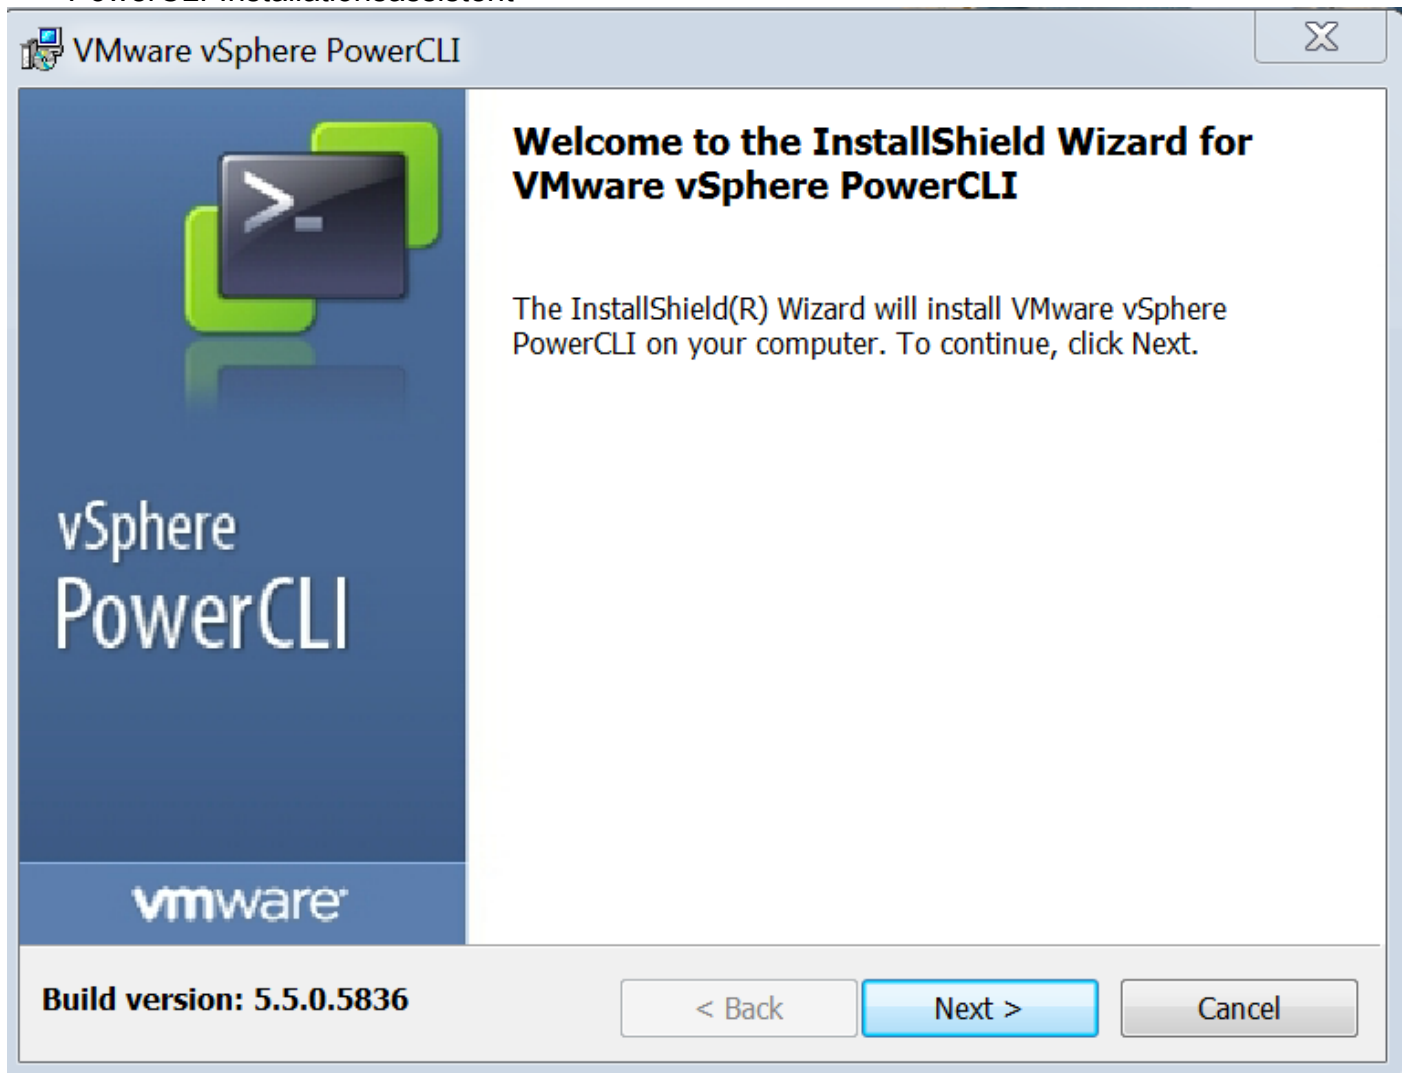 PowerCLI Installationsassistent
VMware vSphere PowerCLI
Welcome to the InstallShield Wizard for
VMware vSphere PowerCLI
The InstallShield(R) Wizard will install VMware vSphere
PowerCLI on your computer. To continue, click Next.
>_
vSphere
PowerCLI
vmware
Build version: 5.5.0.5836
< Back
Next >
Cancel